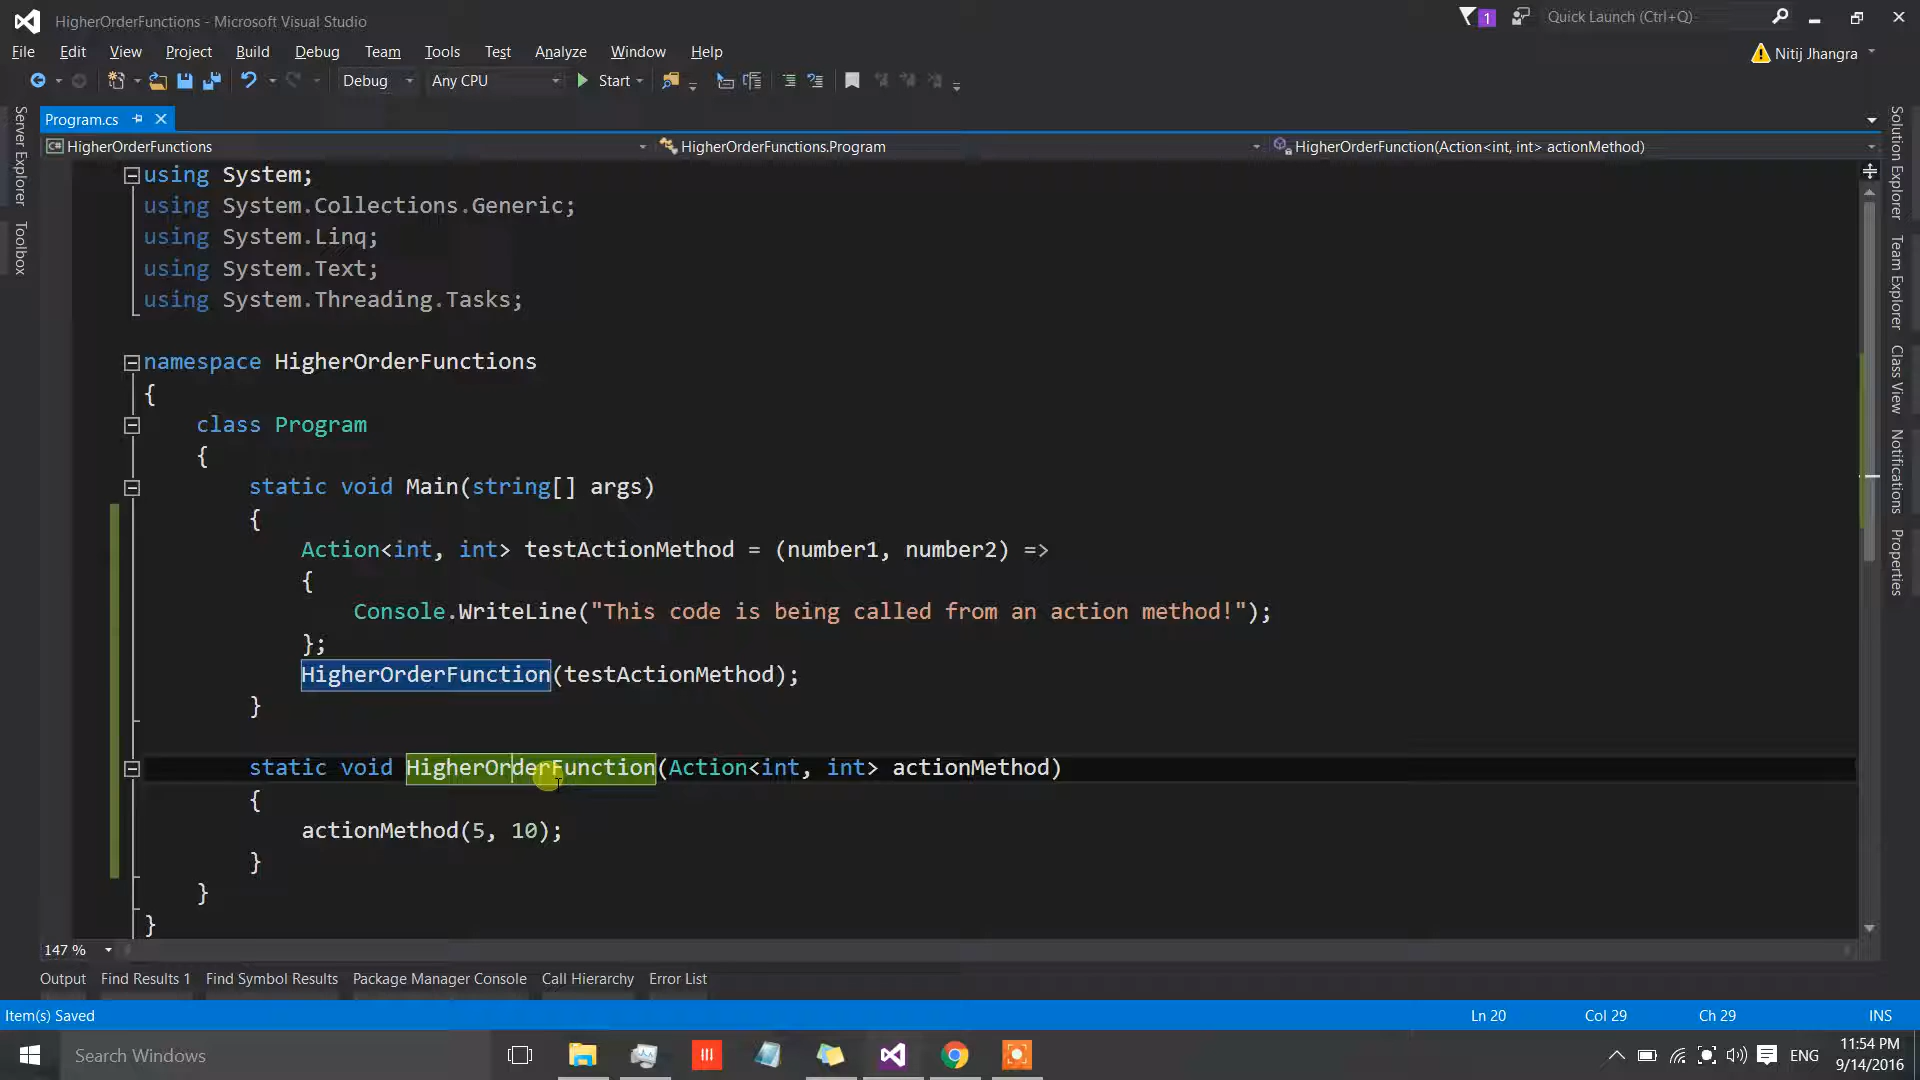 HigherOrderFunctions - Microsoft Visual Studio
1
Quick Launch (Ctrl+Q)
File Edit View Project Build Debug Team Tools Test Analyze Window Help
Nitij Jhangra
Debug Any CPU Start
Server Explorer
Toolbox
Program.cs
HigherOrderFunctions HigherOrderFunctions.Program HigherOrderFunction(Action<int, int> actionMethod)
using System;
using System.Collections.Generic;
using System.Linq;
using System.Text;
using System.Threading.Tasks;
namespace HigherOrderFunctions
{
class Program
{
static void Main(string[] args)
{
Action<int, int> testActionMethod = (number1, number2) =>
{
Console.WriteLine("This code is being called from an action method!");
};
HigherOrderFunction(testActionMethod);
}
static void HigherOrderFunction(Action<int, int> actionMethod)
{
actionMethod(5, 10);
}
}
}
Solution Explorer
Team Explorer
Class View
Notifications
Properties
147 %
Output Find Results 1 Find Symbol Results Package Manager Console Call Hierarchy Error List
Item(s) Saved Ln 20 Col 29 Ch 29 INS
Search Windows
ENG
11:54 PM
9/14/2016